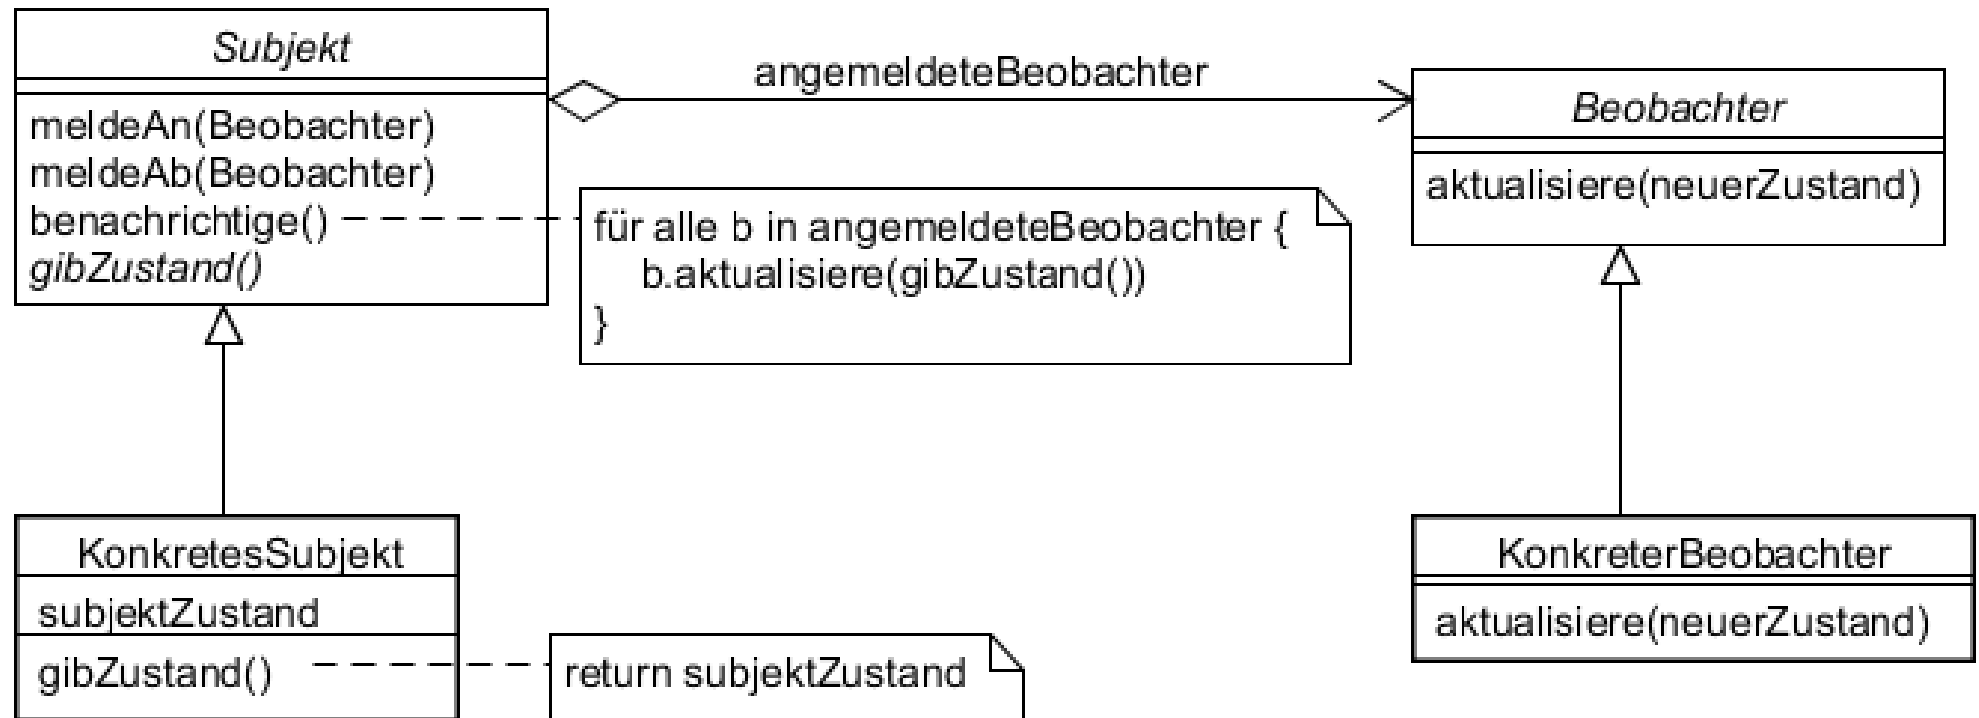 Subjekt
meldeAn(Beobachter)
meldeAb(Beobachter)
benachrichtige()
gibZustand()
angemeldeteBeobachter
Beobachter
aktualisiere(neuerZustand)
für alle b in angemeldeteBeobachter {
b.aktualisiere(gibZustand())
}
KonkretesSubjekt
subjektZustand
gibZustand()
return subjektZustand
KonkreterBeobachter
aktualisiere(neuerZustand)